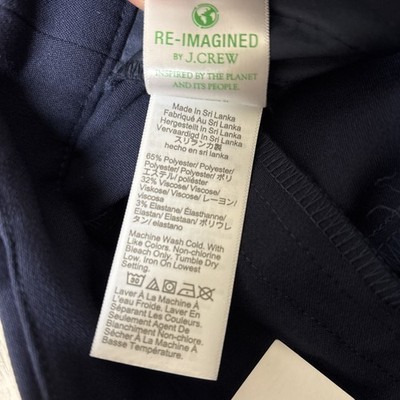 RE-IMAGINED
BY J.CREW
INSPIRED BY THE PLANET
AND ITS PEOPLE.
Made In Sri Lanka
Fabriqué Au Sri Lanka
Hergestellt In Sri Lanka
Vervaardigd In Sri Lanka
スリランカ製
hecho en sri lanka
65% Polyester/ Polyester/
Polyester/ Polyester/ ポリ
エステル/ poliéster
32% Viscose/ Viscose/
Viskose/ Viscose/ レーヨン/
viscosa
3% Elastane/ Élasthanne/
Elastan/ Elastaan/ ポリウレ
タン/ elastano
Machine Wash Cold. With
Like Colors. Non-chlorine
Bleach Only. Tumble Dry
Low, Iron On Lowest
Setting.
30
Laver À La Machine À
L'eau Froide. Laver En
Séparant Les Couleurs.
Seulement Agent De
Blanchiment Non-chlore.
Sécher À La Machine À
Basse Température.